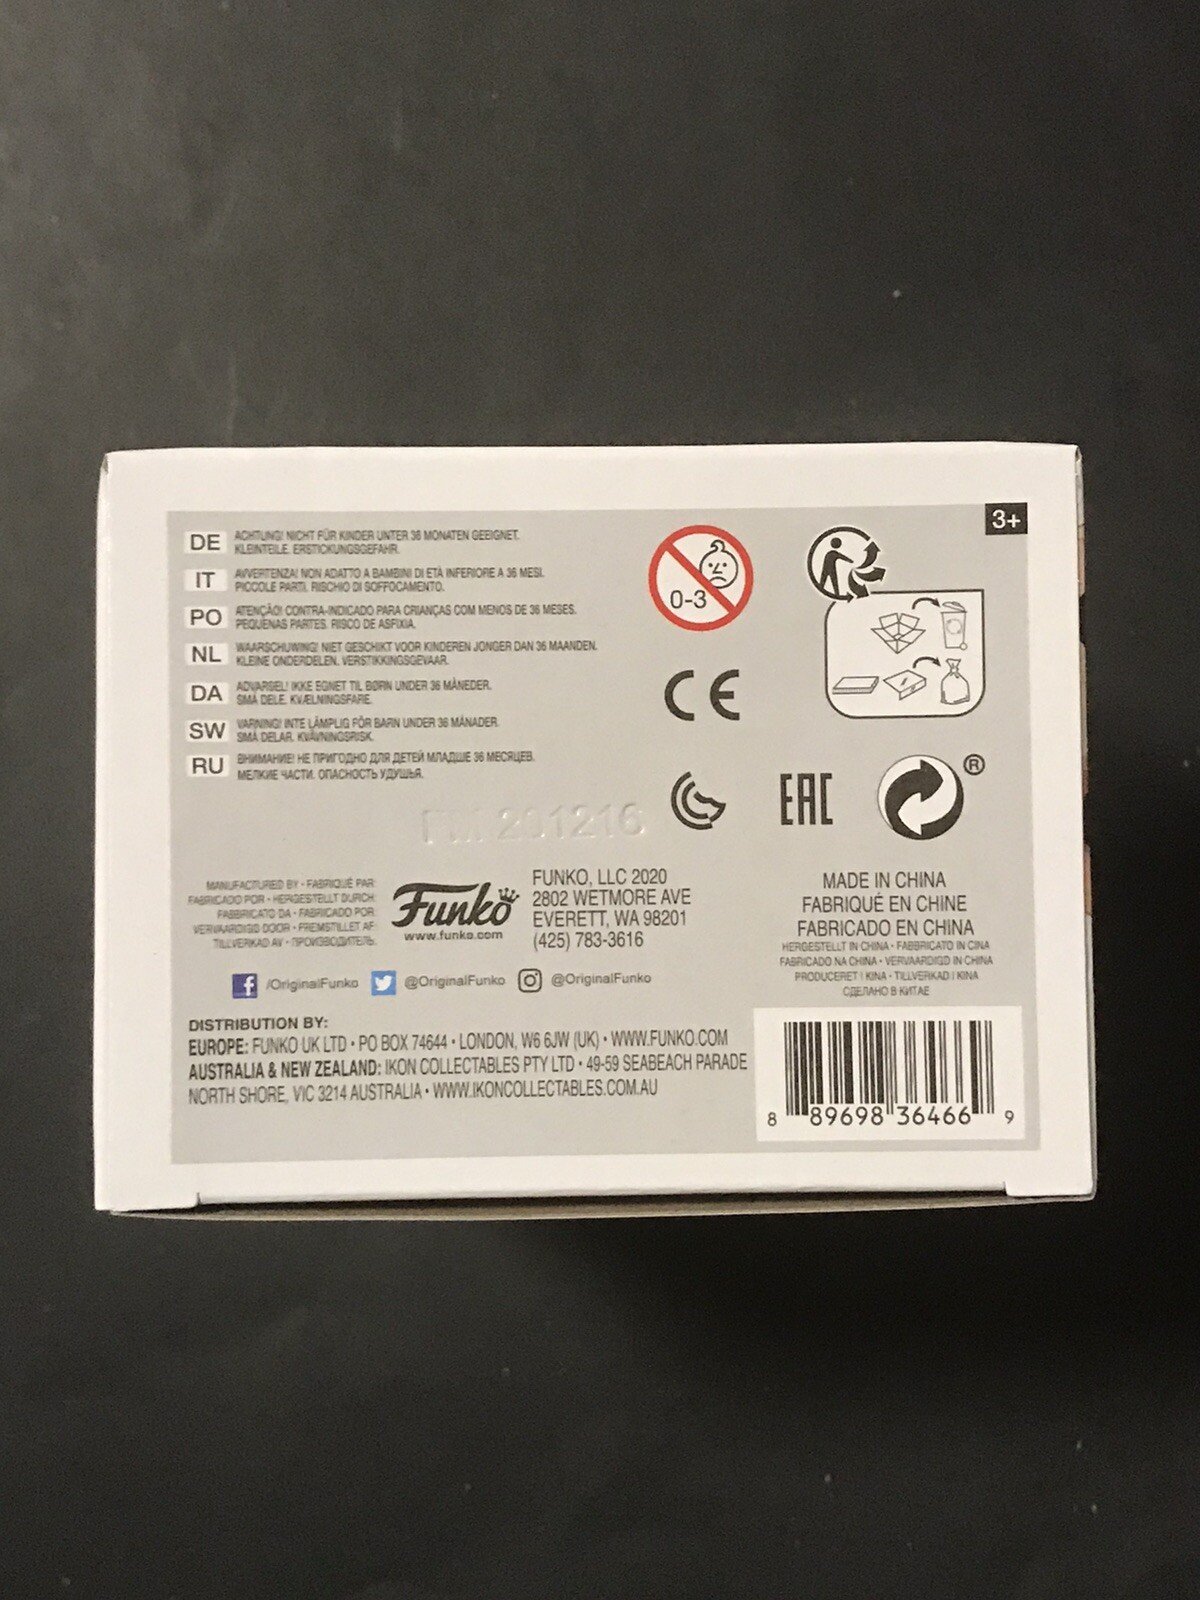 3+
DE ACHTUNG! NICHT FÜR KINDER UNTER 36 MONATEN GEEIGNET.
KLEINTEILE. ERSTICKUNGSGEFAHR.
IT AVVERTENZA! NON ADATTO A BAMBINI DI ETÀ INFERIORE A 36 MESI.
PICCOLE PARTI. RISCHIO DI SOFFOCAMENTO.
PO ATENÇÃO! CONTRA-INDICADO PARA CRIANÇAS COM MENOS DE 36 MESES.
PEQUENAS PARTES. RISCO DE ASFIXIA.
NL WAARSCHUWING! NIET GESCHIKT VOOR KINDEREN JONGER DAN 36 MAANDEN.
KLEINE ONDERDELEN. VERSTIKKINGSGEVAAR.
DA ADVARSEL! IKKE EGNET TIL BØRN UNDER 36 MÅNEDER.
SMÅ DELE. KVÆLNINGSFARE.
SW VARNING! INTE LÄMPLIG FÖR BARN UNDER 36 MÅNADER.
SMÅ DELAR. KVÄVNINGSRISK.
RU ВНИМАНИЕ! НЕ ПРИГОДНО ДЛЯ ДЕТЕЙ МЛАДШЕ 36 МЕСЯЦЕВ.
МЕЛКИЕ ЧАСТИ. ОПАСНОСТЬ УДУШЬЯ.
0-3
CE
EAC
®
201216
MANUFACTURED BY • FABRIQUÉ PAR
FABRICADO POR • HERGESTELLT DURCH
FABBRICATO DA • FABRICADO POR
VERVAARDIGD DOOR • FREMSTILLET AF
TILLVERKAD AV • ПРОИЗВОДИТЕЛЬ:
Funko
www.funko.com
FUNKO, LLC 2020
2802 WETMORE AVE
EVERETT, WA 98201
(425) 783-3616
MADE IN CHINA
FABRIQUÉ EN CHINE
FABRICADO EN CHINA
HERGESTELLT IN CHINA • FABBRICATO IN CINA
FABRICADO NA CHINA • VERVAARDIGD IN CHINA
PRODUCERET I KINA • TILLVERKAD I KINA
СДЕЛАНО В КИТАЕ
f /OriginalFunko @OriginalFunko @OriginalFunko
DISTRIBUTION BY:
EUROPE: FUNKO UK LTD • PO BOX 74644 • LONDON, W6 6JW (UK) • WWW.FUNKO.COM
AUSTRALIA & NEW ZEALAND: IKON COLLECTABLES PTY LTD • 49-59 SEABEACH PARADE
NORTH SHORE, VIC 3214 AUSTRALIA • WWW.IKONCOLLECTABLES.COM.AU
8 89698 36466 9